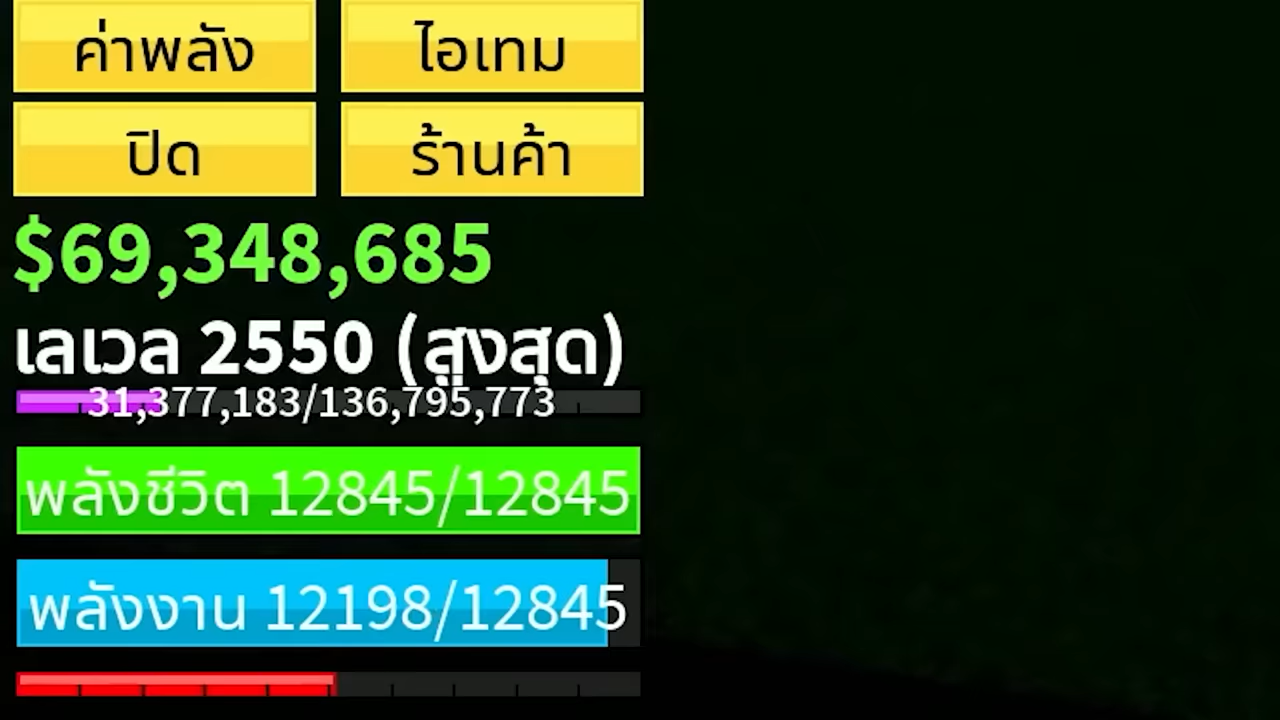 ค่าพลัง ไอเทม
ปิด ร้านค้า
$69,348,685
เลเวล 2550 (สูงสุด)
31,377,183/136,795,773
พลังชีวิต 12845/12845
พลังงาน 12198/12845